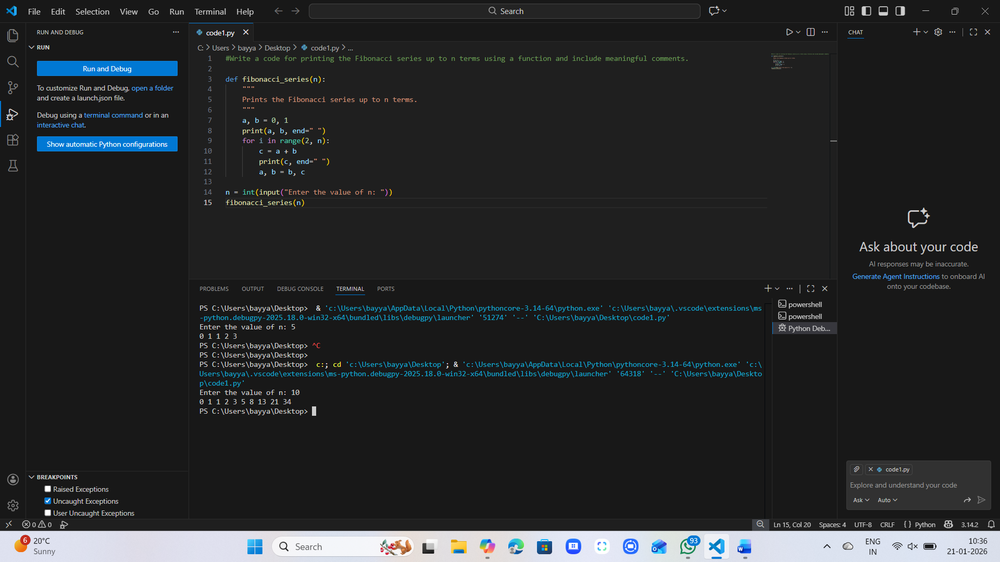 File Edit Selection View Go Run Terminal Help
Search
RUN AND DEBUG
RUN
Run and Debug
To customize Run and Debug, open a folder
and create a launch.json file.
Debug using a terminal command or in an
interactive chat.
Show automatic Python configurations
BREAKPOINTS
Raised Exceptions
Uncaught Exceptions
User Uncaught Exceptions
code1.py
C: > Users > bayya > Desktop > code1.py > ...
1 #Write a code for printing the Fibonacci series up to n terms using a function and include meaningful comments.
2
3 def fibonacci_series(n):
4 """
5 Prints the Fibonacci series up to n terms.
6 """
7 a, b = 0, 1
8 print(a, b, end=" ")
9 for i in range(2, n):
10 c = a + b
11 print(c, end=" ")
12 a, b = b, c
13
14 n = int(input("Enter the value of n: "))
15 fibonacci_series(n)
PROBLEMS OUTPUT DEBUG CONSOLE TERMINAL PORTS
PS C:\Users\bayya\Desktop>  & 'c:\Users\bayya\AppData\Local\Python\pythoncore-3.14-64\python.exe' 'c:\Users\bayya\.vscode\extensions\ms
-python.debugpy-2025.18.0-win32-x64\bundled\libs\debugpy\launcher' '51274' '--' 'C:\Users\bayya\Desktop\code1.py'
Enter the value of n: 5
0 1 1 2 3
PS C:\Users\bayya\Desktop> ^C
PS C:\Users\bayya\Desktop>
PS C:\Users\bayya\Desktop>  c:; cd 'c:\Users\bayya\Desktop'; & 'c:\Users\bayya\AppData\Local\Python\pythoncore-3.14-64\python.exe' 'c:\
Users\bayya\.vscode\extensions\ms-python.debugpy-2025.18.0-win32-x64\bundled\libs\debugpy\launcher' '64318' '--' 'C:\Users\bayya\Deskto
p\code1.py'
Enter the value of n: 10
0 1 1 2 3 5 8 13 21 34
PS C:\Users\bayya\Desktop>
powershell
powershell
Python Deb...
CHAT
Ask about your code
AI responses may be inaccurate.
Generate Agent Instructions to onboard AI
onto your codebase.
code1.py
Explore and understand your code
Ask Auto
0 0
Ln 15, Col 20 Spaces: 4 UTF-8 CRLF {} Python 3.14.2
6
20°C
Sunny
Search
93
ENG
IN
10:36
21-01-2026